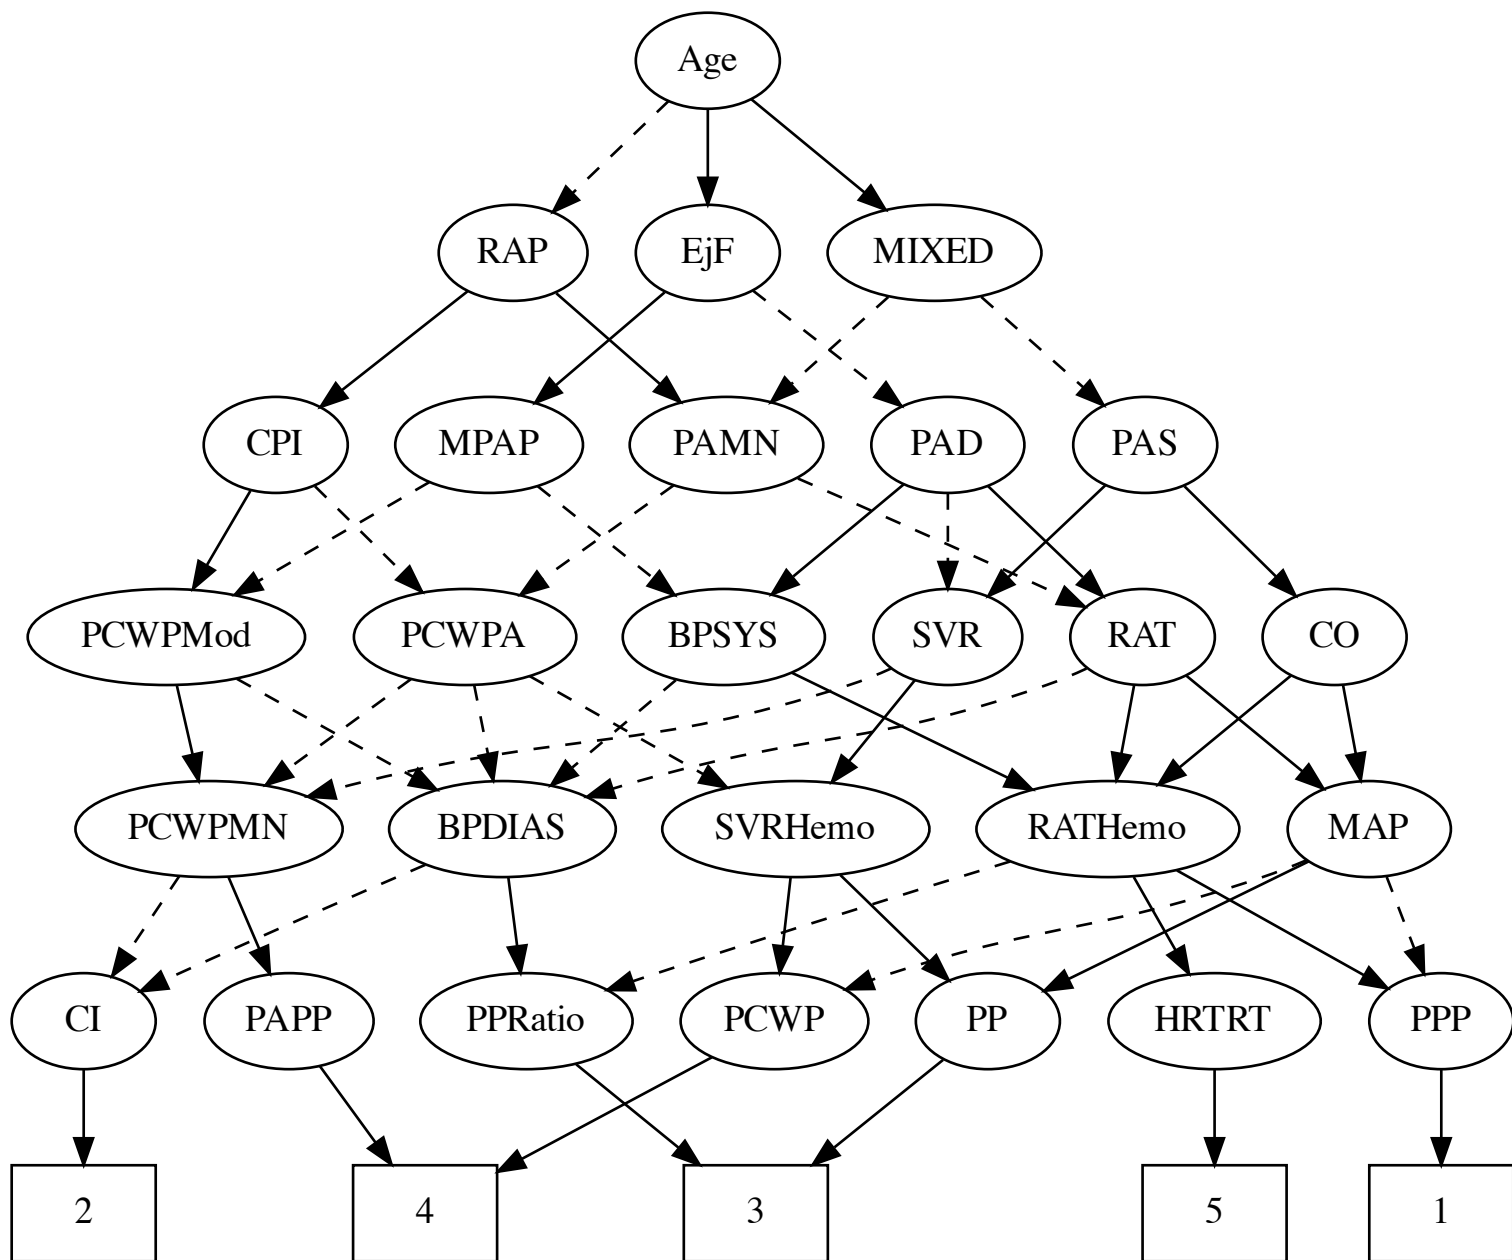 Age
RAP
EjF
MIXED
CPI
MPAP
PAMN
PAD
PAS
PCWPMod
PCWPA
BPSYS
SVR
RAT
CO
PCWPMN
BPDIAS
SVRHemo
RATHemo
MAP
CI
PAPP
PPRatio
PCWP
PP
HRTRT
PPP
2
4
3
5
1